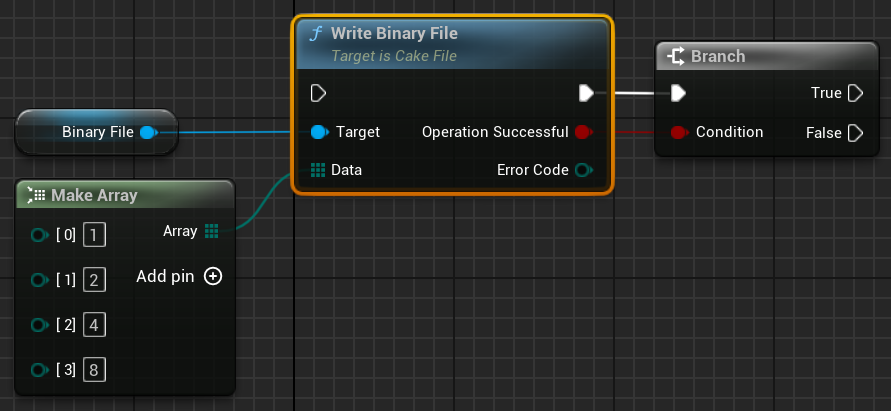 Write Binary File
Target is Cake File
Target
Operation Successful
Data
Error Code
Branch
True
Condition
False
Binary File
Make Array
[ 0] 1
Array
[ 1] 2
Add pin
[ 2] 4
[ 3] 8